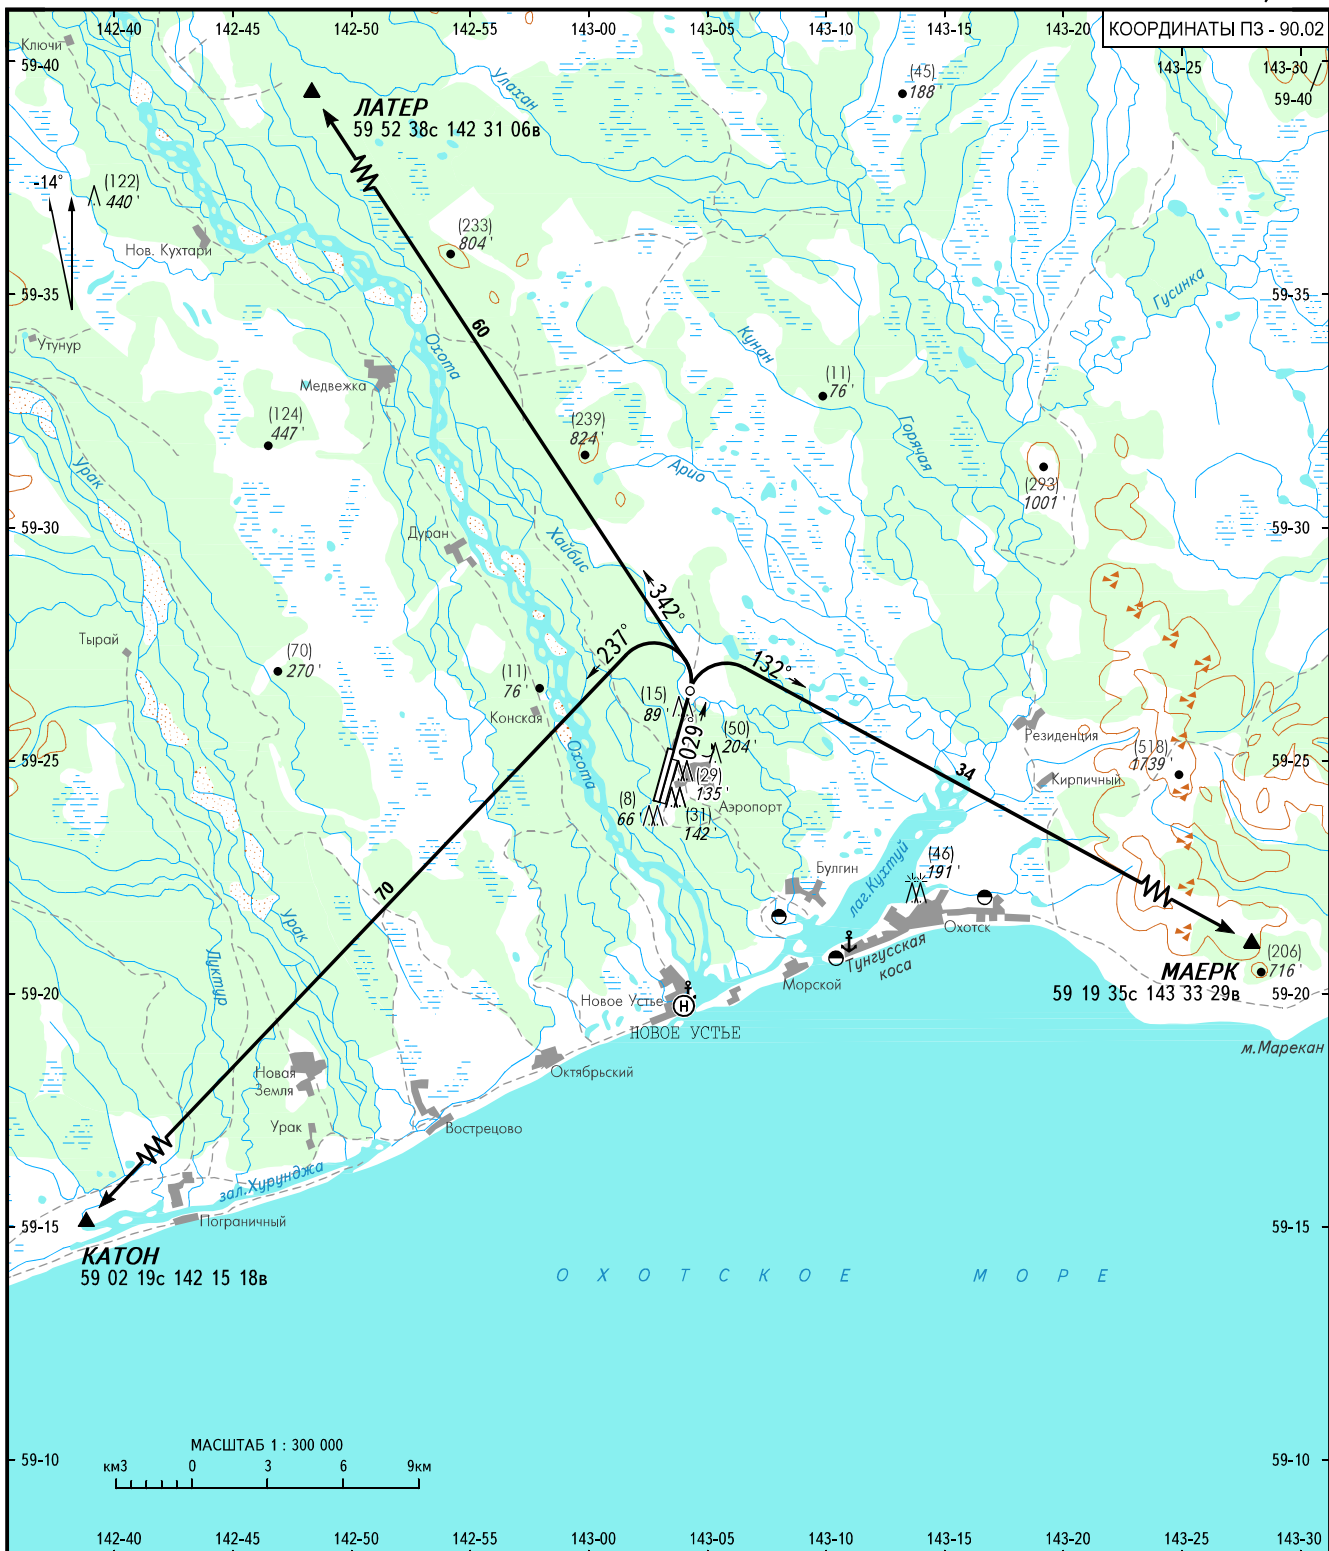 142-40 142-45 142-50 142-55 143-00 143-05 143-10 143-15 143-20
КООРДИНАТЫ ПЗ - 90.02
143-25 143-30
59-40
59-40
Ключи
ЛАТЕР
59 52 38с 142 31 06в
Улахан
(45)
188'
-14°
(122)
440'
Нов. Кухтари
(233)
804'
59-35
59-35
Гусинка
Утунур
60
Охота
Кунан
Медвежка
(11)
76'
(124)
447'
(239)
824'
Горячая
Урак
Арио
(293)
1001'
59-30
59-30
Дуран
Хайбис
342°
237°
132°
Тырай
(70)
270'
(11)
76'
Конская
(15)
89'
029°
(50)
204'
Резиденция
(518)
1739'
59-25
59-25
Охота
34
Кирпичный
(29)
135'
(8)
66'
Аэропорт
(31)
142'
Булгин
лаг.Кухтуй
(46)
191'
70
Урак
Луктур
Охотск
Тунгусская
коса
МАЕРК
59 19 35с 143 33 29в
(206)
716'
Морской
59-20
59-20
Новое Устье
Н
НОВОЕ УСТЬЕ
м.Марекан
Октябрьский
Новая
Земля
Урак
Вострецово
зал.Хурунджа
Пограничный
59-15
59-15
КАТОН
59 02 19с 142 15 18в
ОХОТСКОЕ МОРЕ
МАСШТАБ 1 : 300 000
км3 0 3 6 9км
59-10
59-10
142-40 142-45 142-50 142-55 143-00 143-05 143-10 143-15 143-20 143-25 143-30